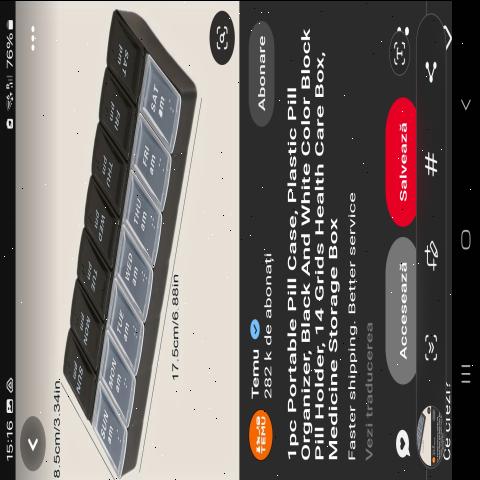 15:16
76%
8.5cm/3.34in.
17.5cm/6.88in
SUN am
MON am
TUE am
WED am
THU am
FRI am
SAT am
SUN
MON pm
TUE pm
WED pm
THU pm
FRI pm
SAT pm
TEMU
Temu
282 k de abonați
Abonare
1pc Portable Pill Case, Plastic Pill
Organizer, Black And White Color Block
Pill Holder, 14 Grids Health Care Box,
Medicine Storage Box
Faster shipping. Better service
Vezi traducerea
Accesează
Salvează
Ce crezi?